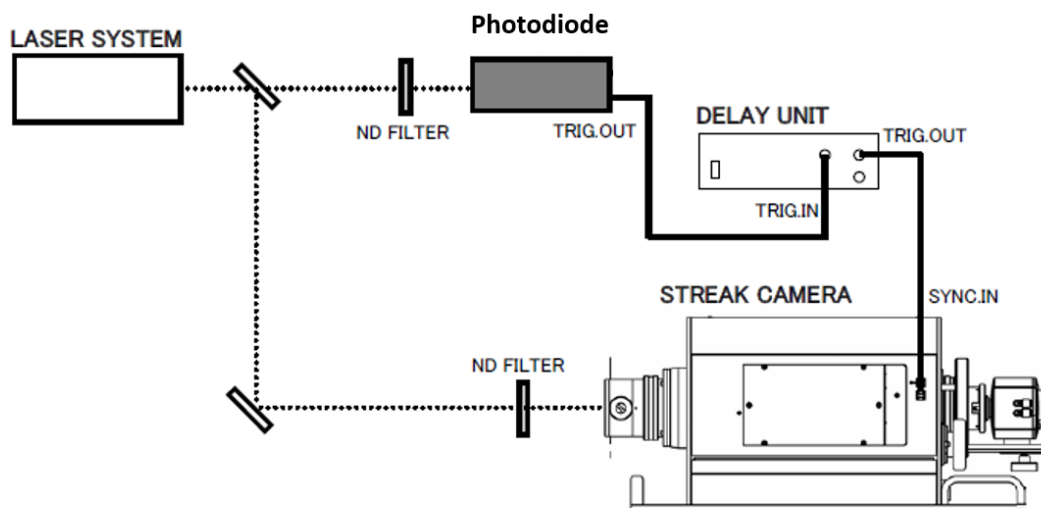 Photodiode
LASER SYSTEM
ND FILTER
TRIG.OUT
DELAY UNIT
TRIG.OUT
TRIG.IN
STREAK CAMERA
SYNC.IN
ND FILTER